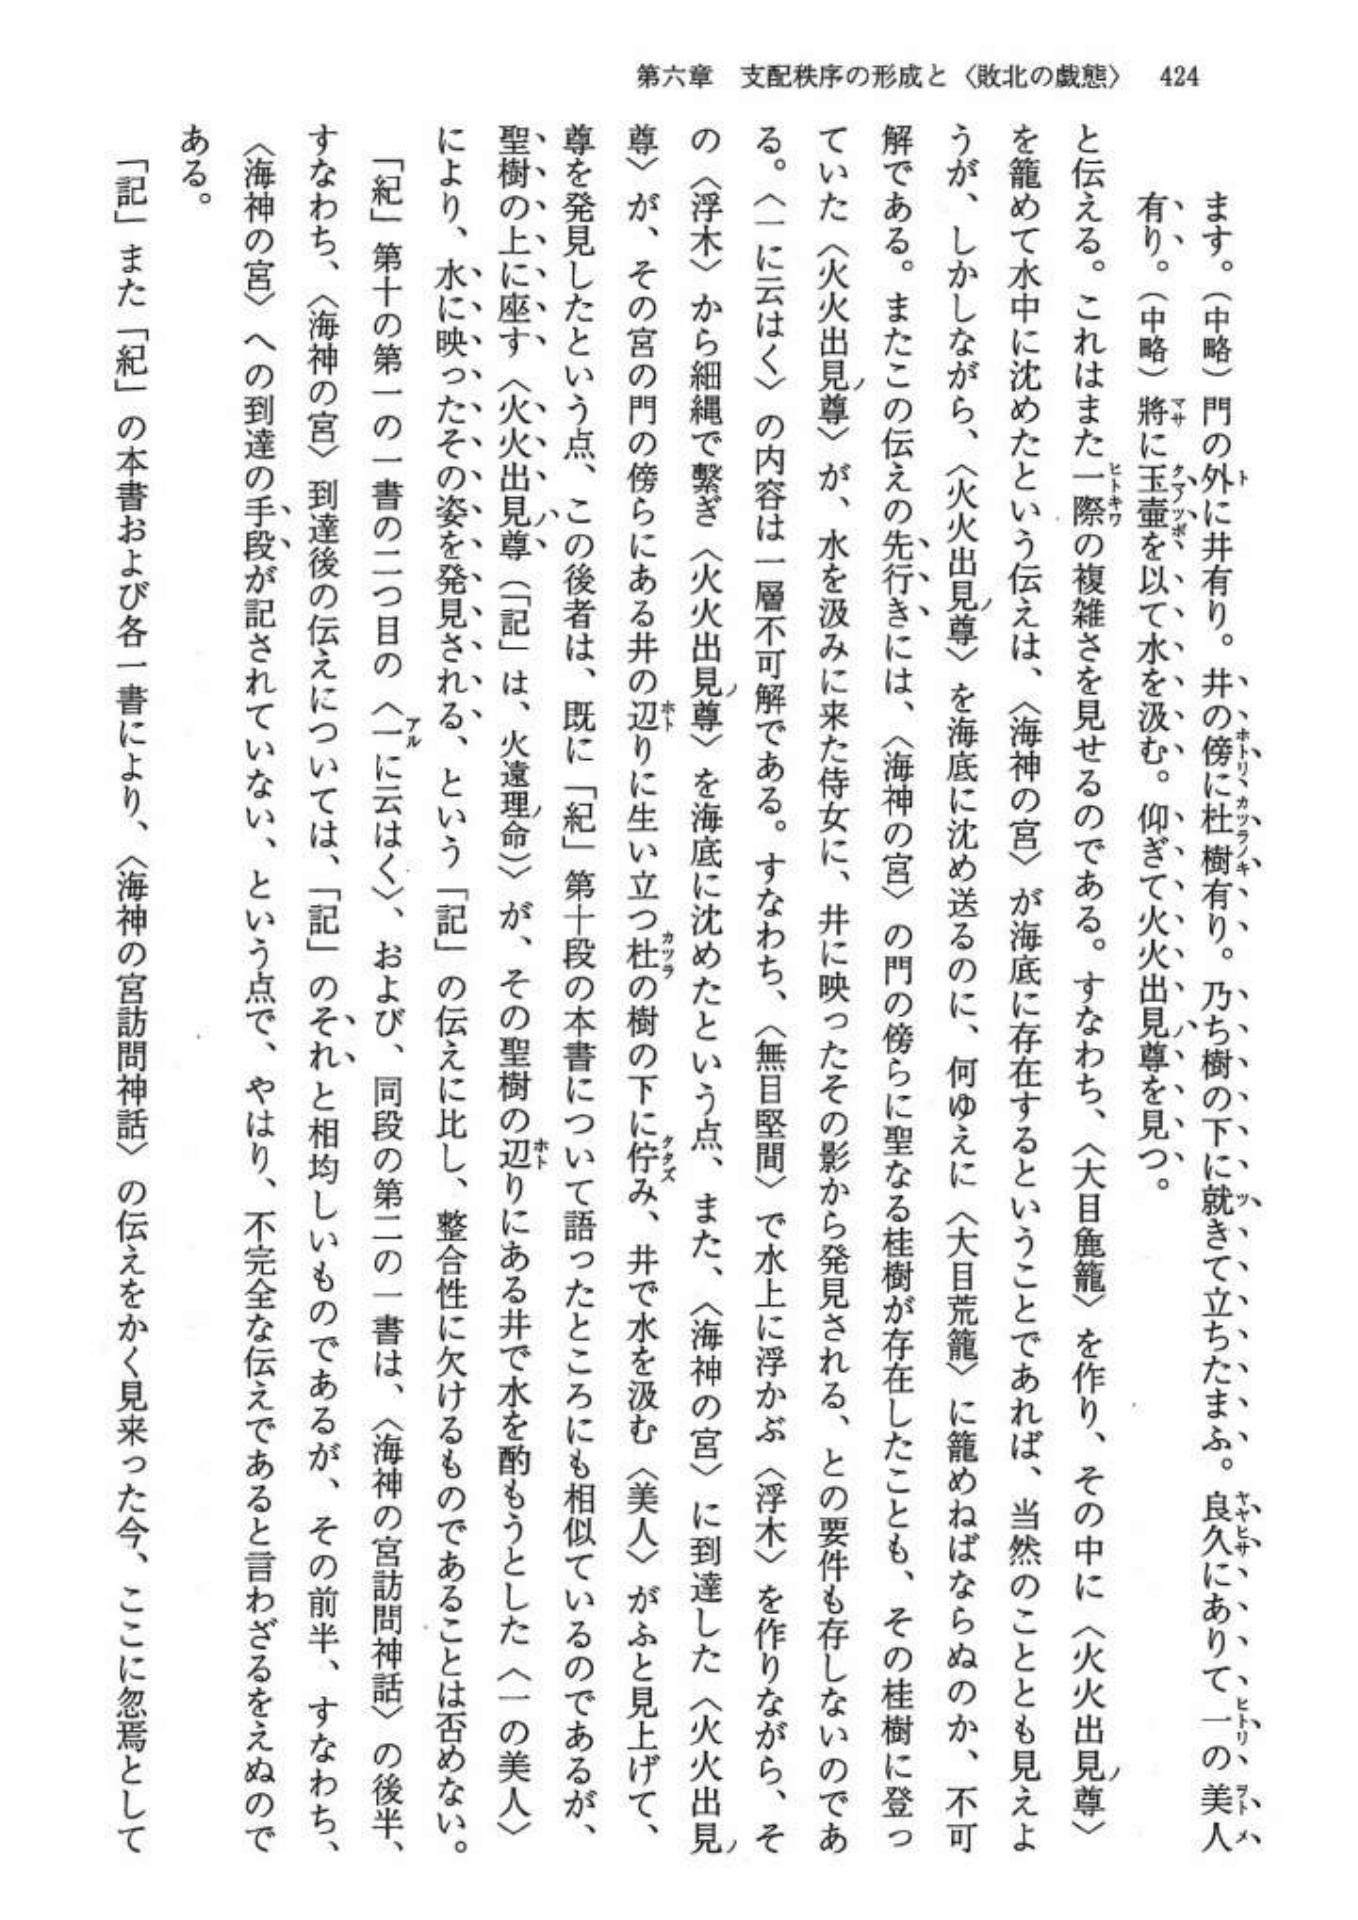 第六章　支配秩序の形成と〈敗北の戯態〉　424
ます。（中略）門の外に井有り。井の傍に杜樹有り。乃ち樹の下に就きて立ちたまふ。良久にありて一の美人
有り。（中略）將に玉壷を以て水を汲む。仰ぎて火火出見尊を見つ。
と伝える。これはまた一際の複雑さを見せるのである。すなわち、〈大目麁籠〉を作り、その中に〈火火出見ノ尊〉
を籠めて水中に沈めたという伝えは、〈海神の宮〉が海底に存在するということであれば、当然のこととも見えよ
うが、しかしながら、〈火火出見ノ尊〉を海底に沈め送るのに、何ゆえに〈大目荒籠〉に籠めねばならぬのか、不可
解である。またこの伝えの先行きには、〈海神の宮〉の門の傍らに聖なる桂樹が存在したことも、その桂樹に登っ
ていた〈火火出見ノ尊〉が、水を汲みに来た侍女に、井に映ったその影から発見される、との要件も存しないのであ
る。〈一に云はく〉の内容は一層不可解である。すなわち、〈無目堅間〉で水上に浮かぶ〈浮木〉を作りながら、そ
の〈浮木〉から細縄で繋ぎ〈火火出見ノ尊〉を海底に沈めたという点、また、〈海神の宮〉に到達した〈火火出見ノ
尊〉が、その宮の門の傍らにある井の辺りに生い立つ杜の樹の下に佇み、井で水を汲む〈美人〉がふと見上げて、
尊を発見したという点、この後者は、既に「紀」第十段の本書について語ったところにも相似ているのであるが、
聖樹の上に座す〈火火出見ノ尊（「記」は、火遠理ノ命）〉が、その聖樹の辺りにある井で水を酌もうとした〈一の美人〉
により、水に映ったその姿を発見される、という「記」の伝えに比し、整合性に欠けるものであることは否めない。
「紀」第十の第一の一書の二つ目の〈一に云はく〉、および、同段の第二の一書は、〈海神の宮訪問神話〉の後半、
すなわち、〈海神の宮〉到達後の伝えについては、「記」のそれと相均しいものであるが、その前半、すなわち、
〈海神の宮〉への到達の手段が記されていない、という点で、やはり、不完全な伝えであると言わざるをえぬので
ある。
「記」また「紀」の本書および各一書により、〈海神の宮訪問神話〉の伝えをかく見来った今、ここに忽焉として